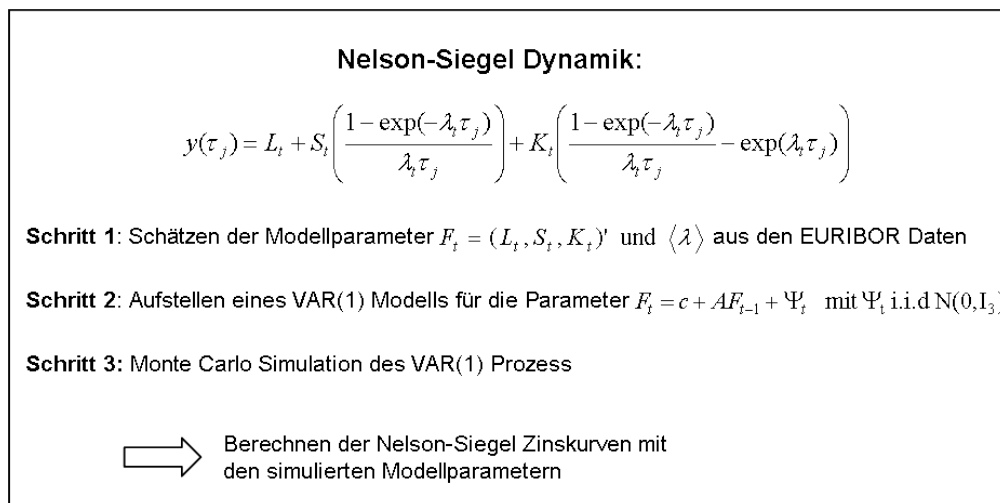 Nelson-Siegel Dynamik:
y(τ_j) = L_t + S_t((1 − exp(−λ_t τ_j)) / (λ_t τ_j)) + K_t((1 − exp(−λ_t τ_j)) / (λ_t τ_j) − exp(λ_t τ_j))
Schritt 1: Schätzen der Modellparameter F_t = (L_t, S_t, K_t)' und ⟨λ⟩ aus den EURIBOR Daten
Schritt 2: Aufstellen eines VAR(1) Modells für die Parameter F_t = c + AF_{t−1} + Ψ_t mit Ψ_t i.i.d N(0, I_3)
Schritt 3: Monte Carlo Simulation des VAR(1) Prozess
Berechnen der Nelson-Siegel Zinskurven mit
den simulierten Modellparametern